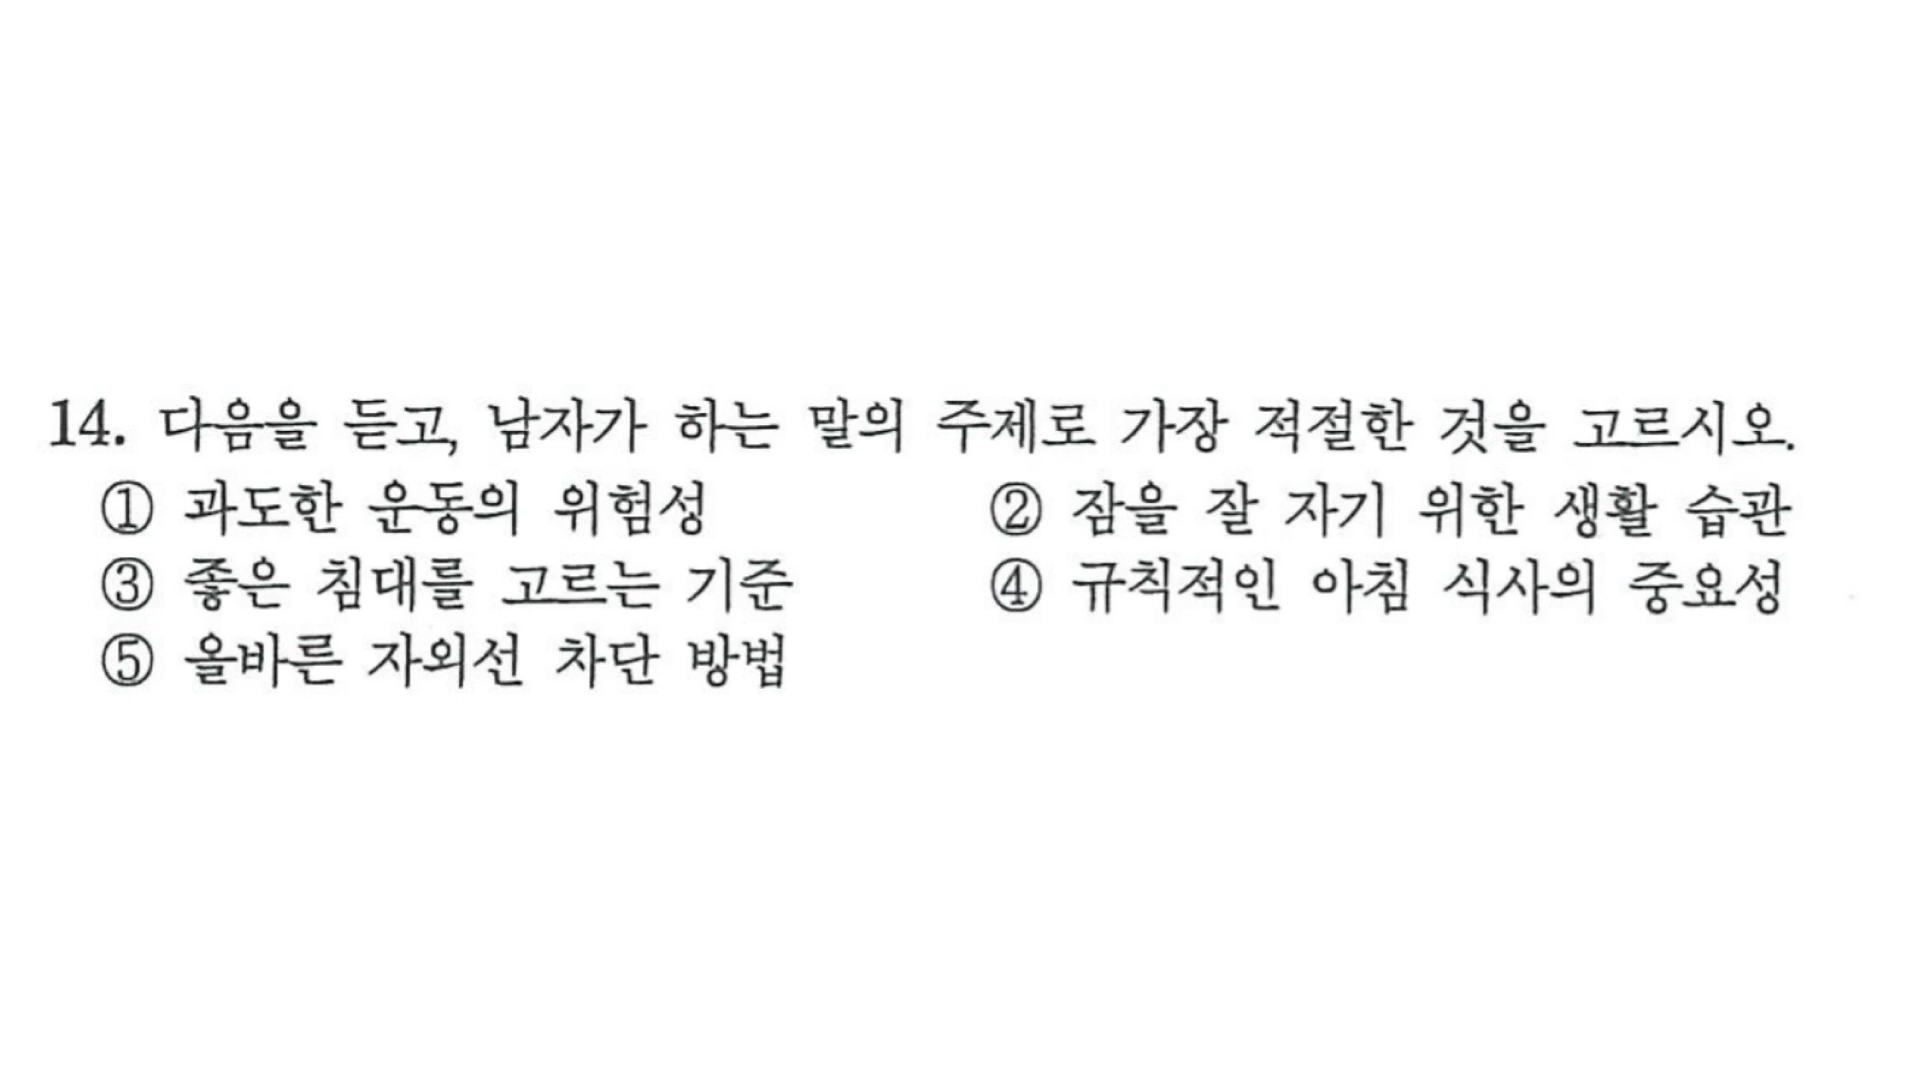 14. 다음을 듣고, 남자가 하는 말의 주제로 가장 적절한 것을 고르시오.
① 과도한 운동의 위험성 ② 잠을 잘 자기 위한 생활 습관
③ 좋은 침대를 고르는 기준 ④ 규칙적인 아침 식사의 중요성
⑤ 올바른 자외선 차단 방법